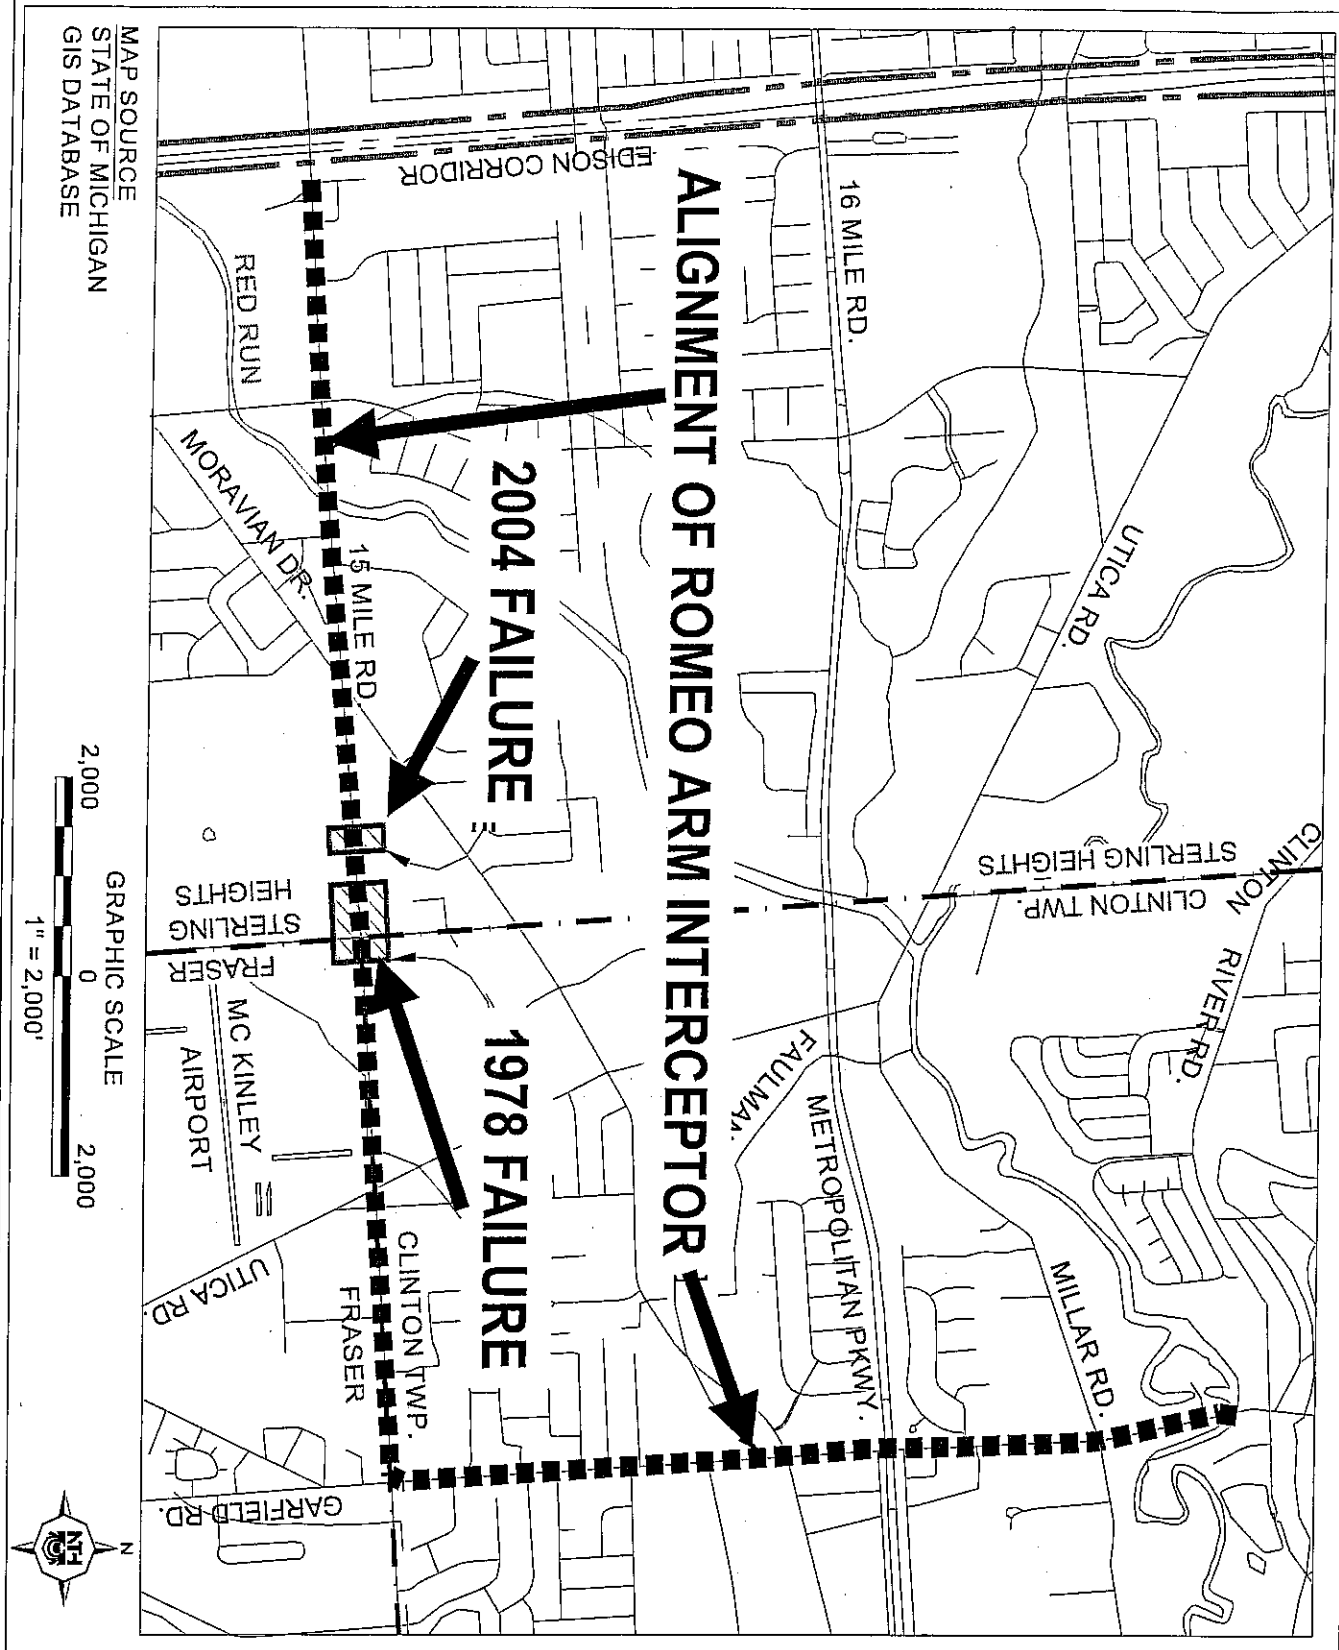 ALIGNMENT OF ROMEO ARM INTERCEPTOR
2004 FAILURE
1978 FAILURE
EDISON CORRIDOR
16 MILE RD.
UTICA RD.
STERLING HEIGHTS
CLINTON TWP.
CLINTON
RIVER RD.
METROPOLITAN PKWY.
MILLAR RD.
RED RUN
MORAVIAN DR.
15 MILE RD.
STERLING
HEIGHTS
FRASER
MC KINLEY
AIRPORT
UTICA RD.
CLINTON TWP.
FRASER
GARFIELD RD.
MAP SOURCE
STATE OF MICHIGAN
GIS DATABASE
GRAPHIC SCALE
2,000 0 2,000
1" = 2,000'
N
NTH